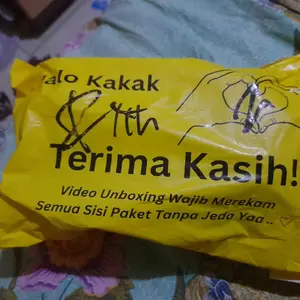 alo Kakak
Terima Kasih!
Video Unboxing Wajib Merekam
Semua Sisi Paket Tanpa Jeda Yaa .. ♡